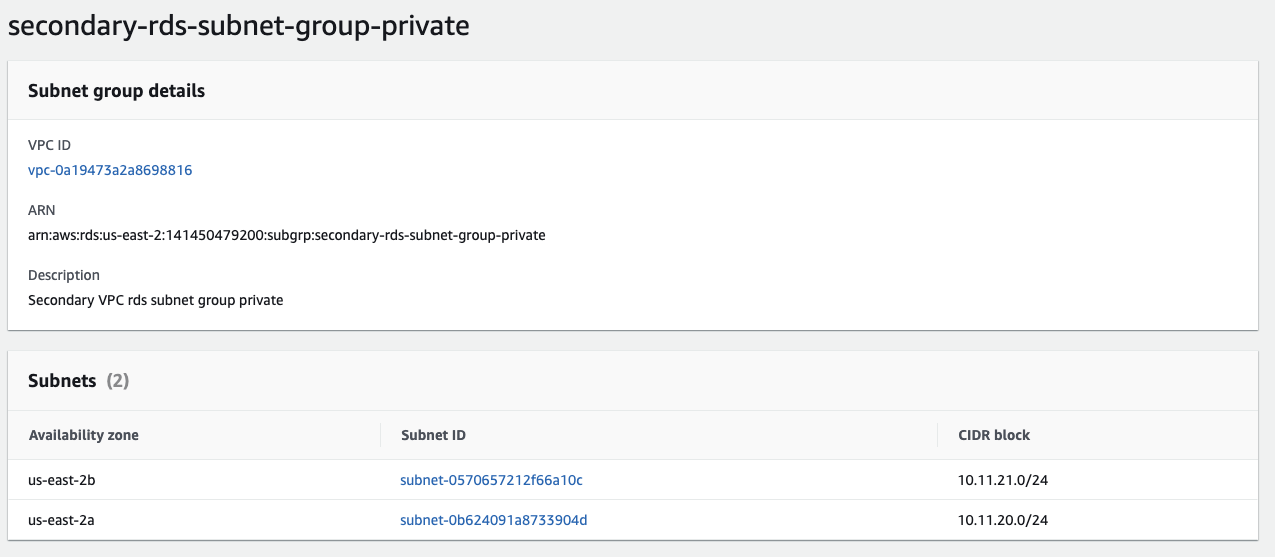 secondary-rds-subnet-group-private
Subnet group details
VPC ID
vpc-0a19473a2a8698816
ARN
arn:aws:rds:us-east-2:141450479200:subgrp:secondary-rds-subnet-group-private
Description
Secondary VPC rds subnet group private
Subnets (2)
Availability zone Subnet ID CIDR block
us-east-2b subnet-0570657212f66a10c 10.11.21.0/24
us-east-2a subnet-0b624091a8733904d 10.11.20.0/24